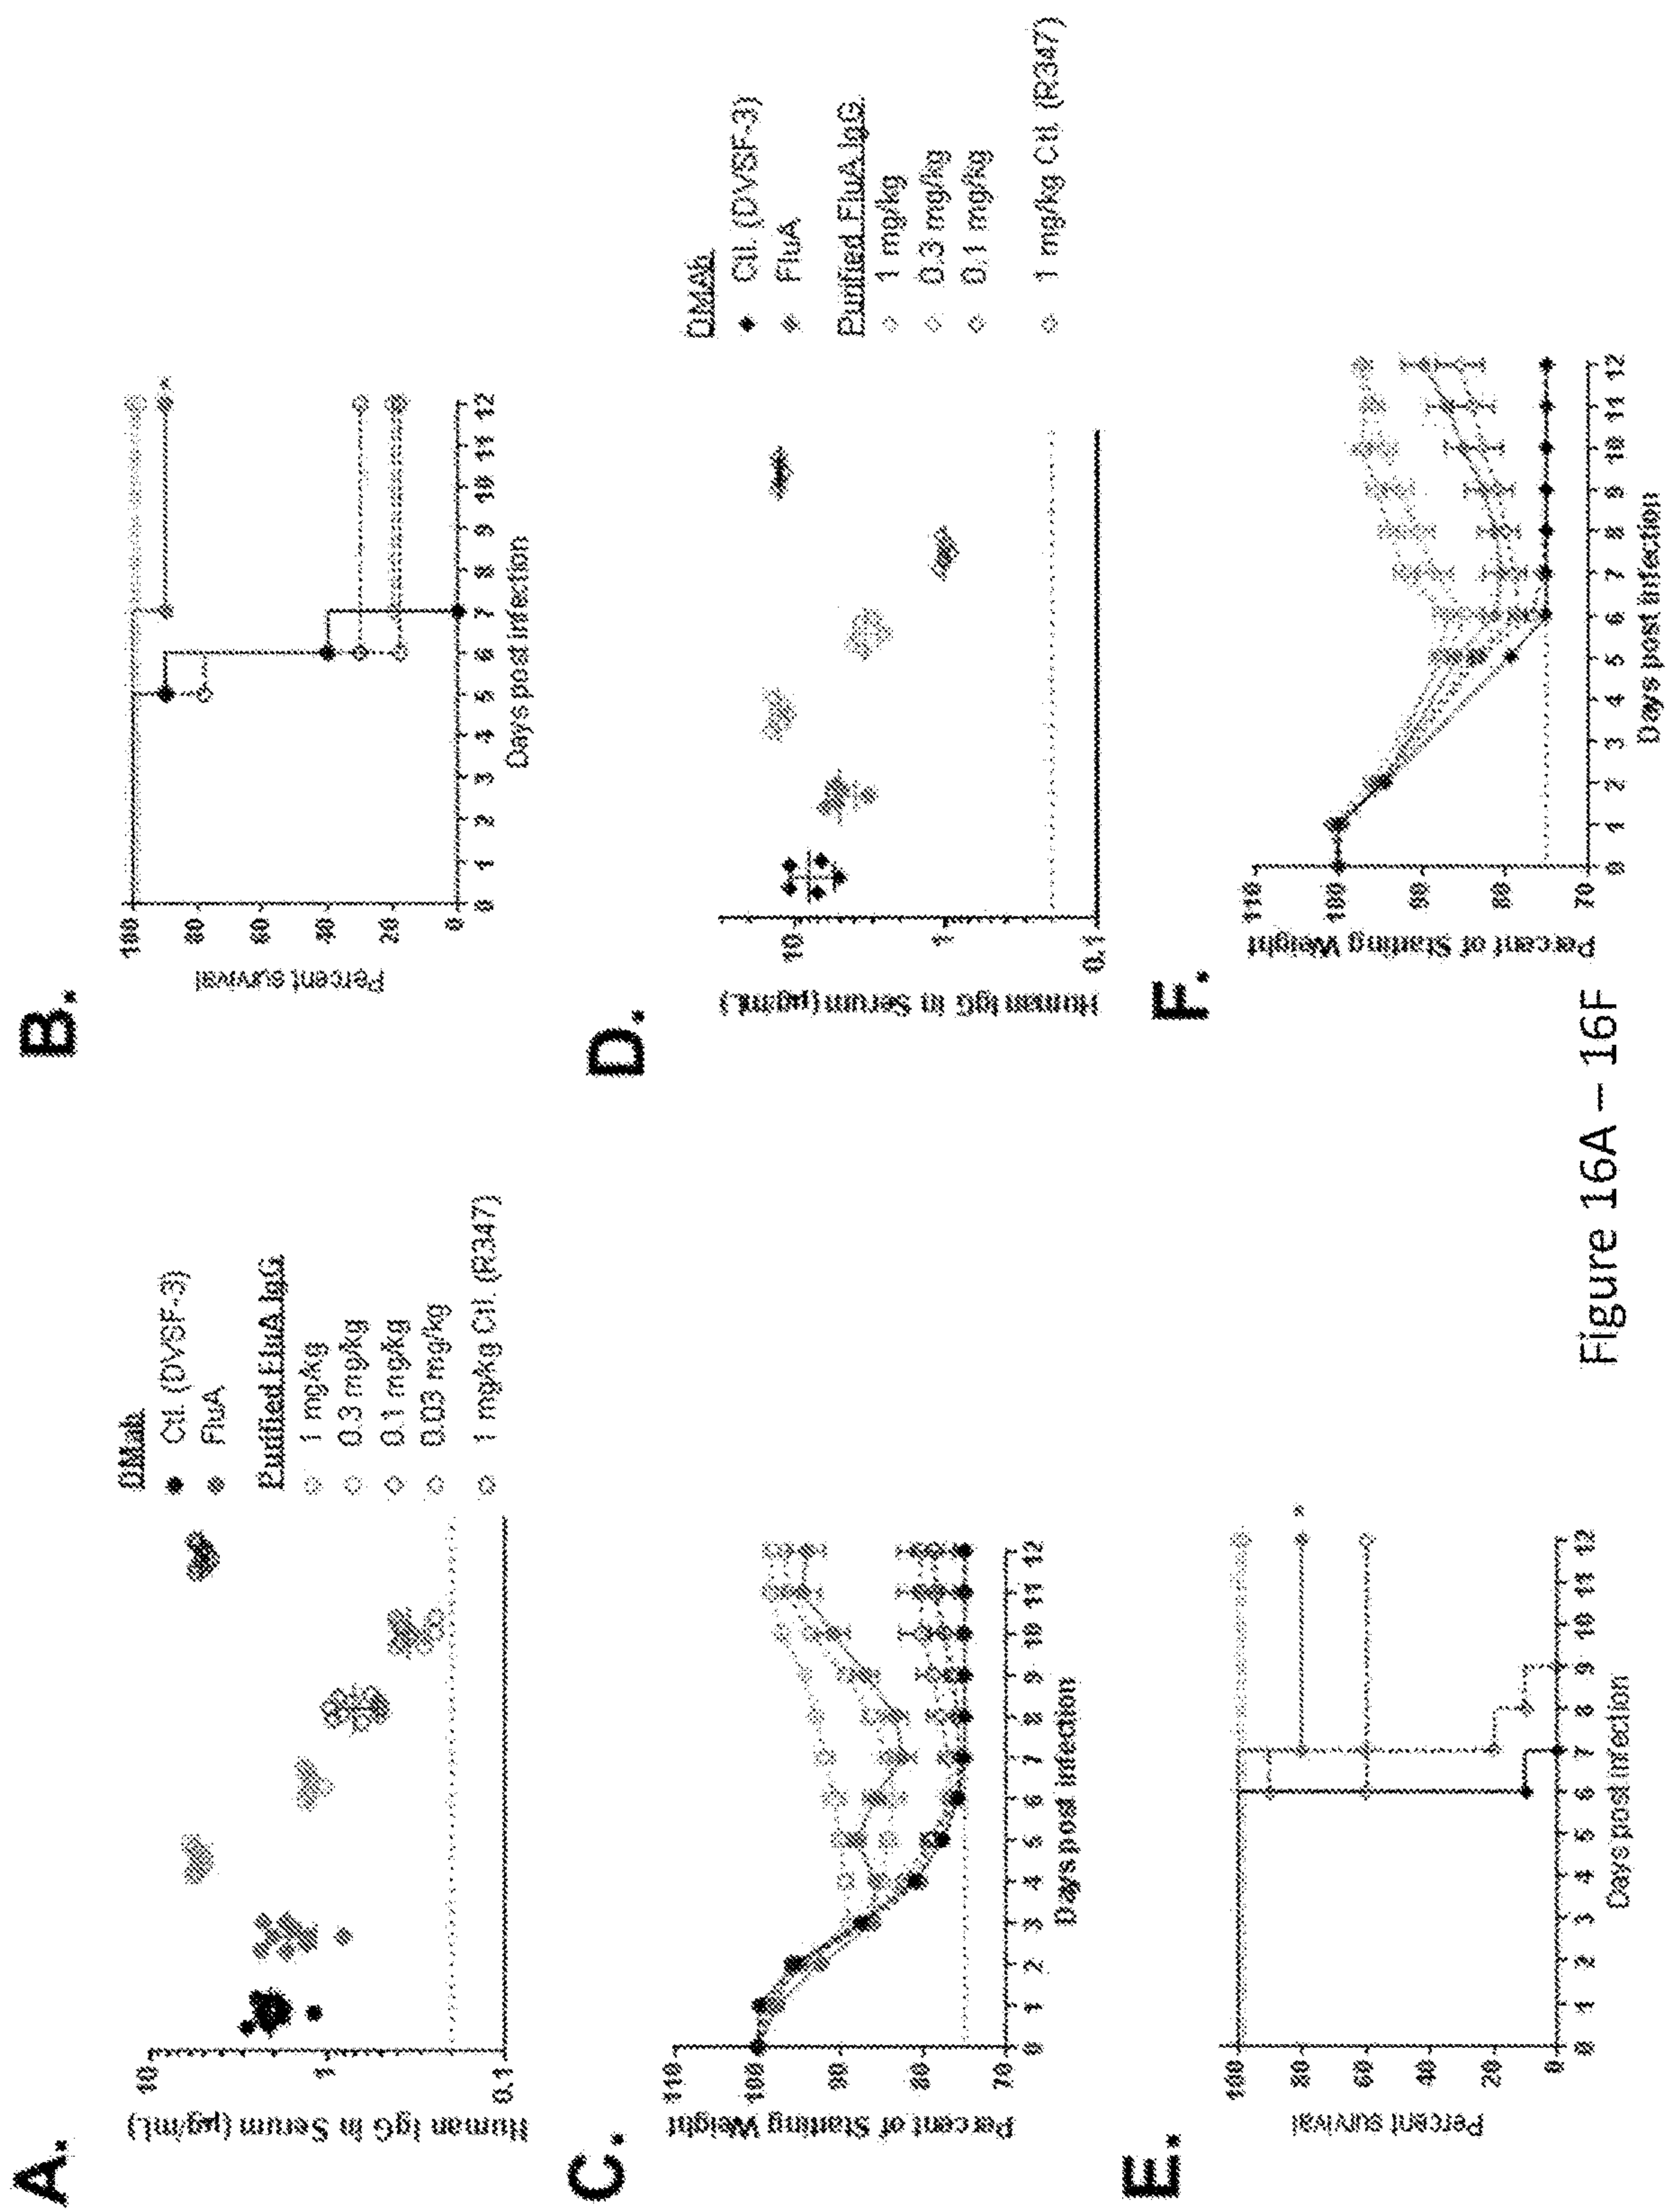 A.
Human IgG in Serum (µg/mL)
10
1
0.1
DMab
Ctl. (DVSF-3)
FluA
Purified FluA IgG
1 mg/kg
0.3 mg/kg
0.1 mg/kg
0.03 mg/kg
1 mg/kg Ctl. (R347)
B.
Percent survival
100
80
60
40
20
0
0 1 2 3 4 5 6 7 8 9 10 11 12
Days post infection
*
C.
Percent of Starting Weight
110
100
90
80
70
0 1 2 3 4 5 6 7 8 9 10 11 12
Days post infection
D.
Human IgG in Serum (µg/mL)
10
1
0.1
DMAb
Ctl. (DVSF-3)
FluA
Purified FluA IgG
1 mg/kg
0.3 mg/kg
0.1 mg/kg
1 mg/kg Ctl. (R347)
E.
Percent survival
100
80
60
40
20
0
0 1 2 3 4 5 6 7 8 9 10 11 12
Days post infection
*
F.
Percent of Starting Weight
110
100
90
80
70
0 1 2 3 4 5 6 7 8 9 10 11 12
Days post infection
Figure 16A – 16F